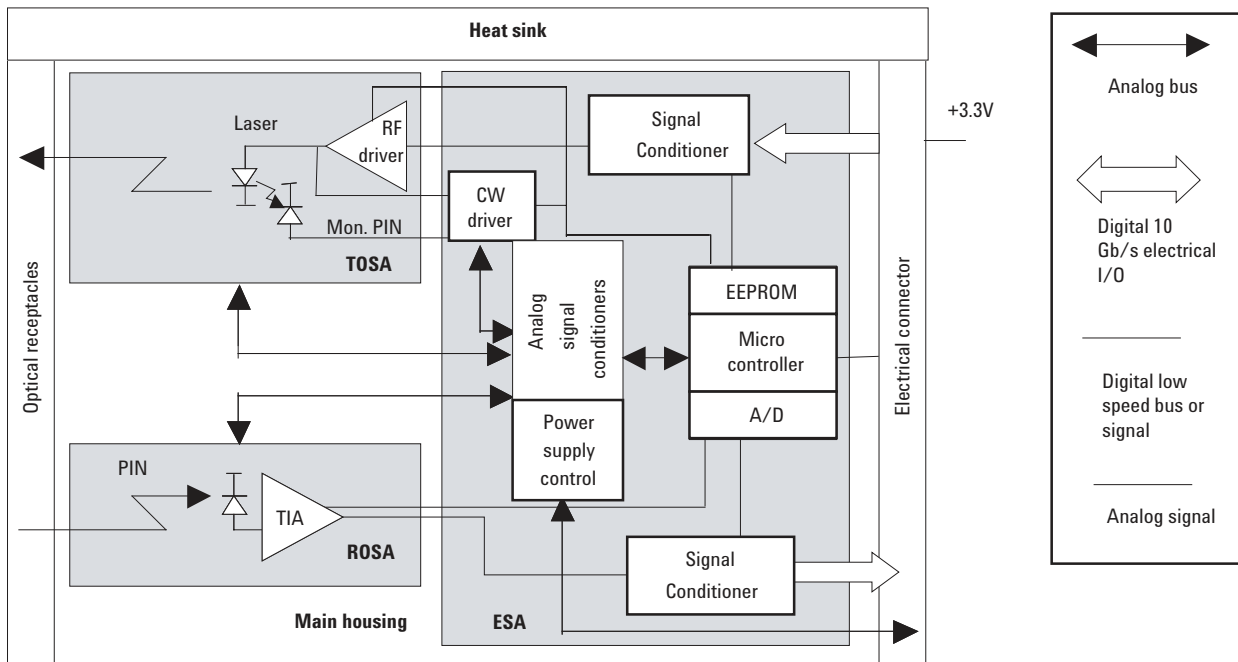 Heat sink
Optical receptacles
Laser
RF
driver
Mon. PIN
TOSA
CW
driver
Signal
Conditioner
Analog
signal
conditioners
EEPROM
Micro
controller
A/D
Power
supply
control
PIN
TIA
ROSA
Signal
Conditioner
Main housing
ESA
Electrical connector
+3.3V
Analog bus
Digital 10
Gb/s electrical
I/O
Digital low
speed bus or
signal
Analog signal